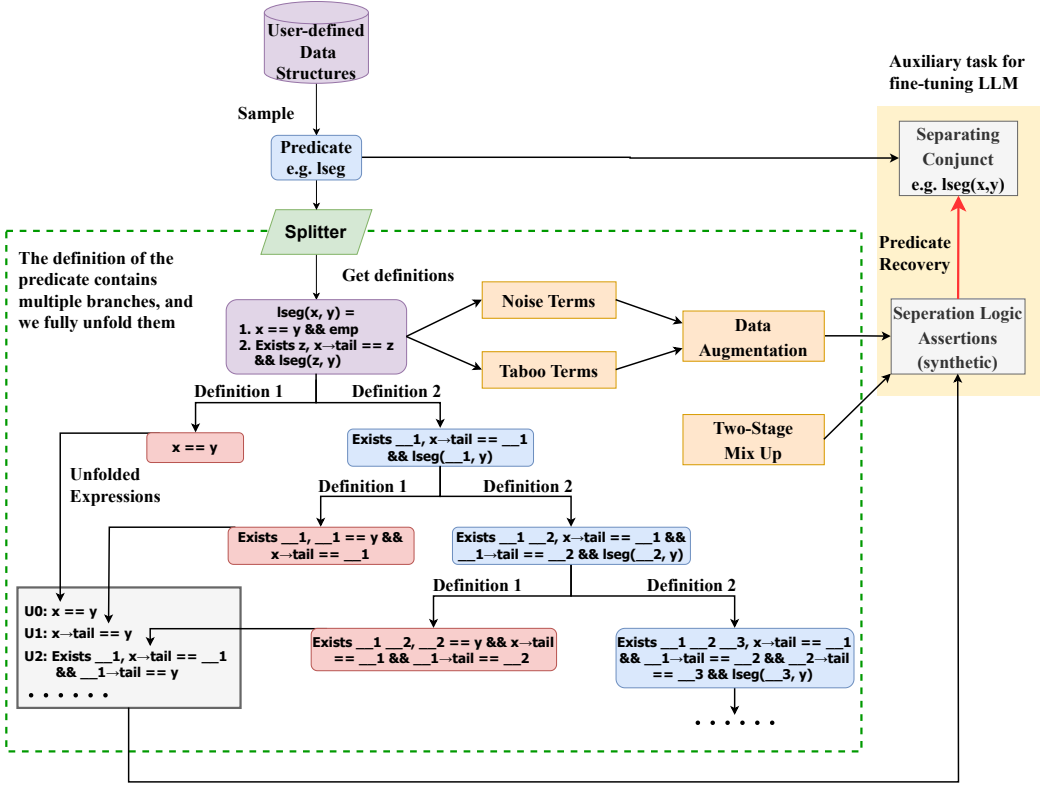 User-defined
Data
Structures
Auxiliary task for
fine-tuning LLM
Sample
Predicate
e.g. lseg
Separating
Conjunct
e.g. lseg(x,y)
Splitter
The definition of the
predicate contains
multiple branches, and
we fully unfold them
Get definitions
Predicate
Recovery
lseg(x, y) =
1. x == y && emp
2. Exists z, x→tail == z
&& lseg(z, y)
Noise Terms
Taboo Terms
Data
Augmentation
Seperation Logic
Assertions
(synthetic)
Definition 1
Definition 2
Two-Stage
Mix Up
x == y
Exists __1, x→tail == __1
&& lseg(__1, y)
Unfolded
Expressions
Definition 1
Definition 2
Exists __1, __1 == y &&
x→tail == __1
Exists __1 __2, x→tail == __1 &&
__1→tail == __2 && lseg(__2, y)
Definition 1
Definition 2
U0: x == y
U1: x→tail == y
U2: Exists __1, x→tail == __1
&& __1→tail == y
. . . . . .
Exists __1 __2, __2 == y && x→tail
== __1 && __1→tail == __2
Exists __1 __2 __3, x→tail == __1
&& __1→tail == __2 && __2→tail
== __3 && lseg(__3, y)
. . . . . .